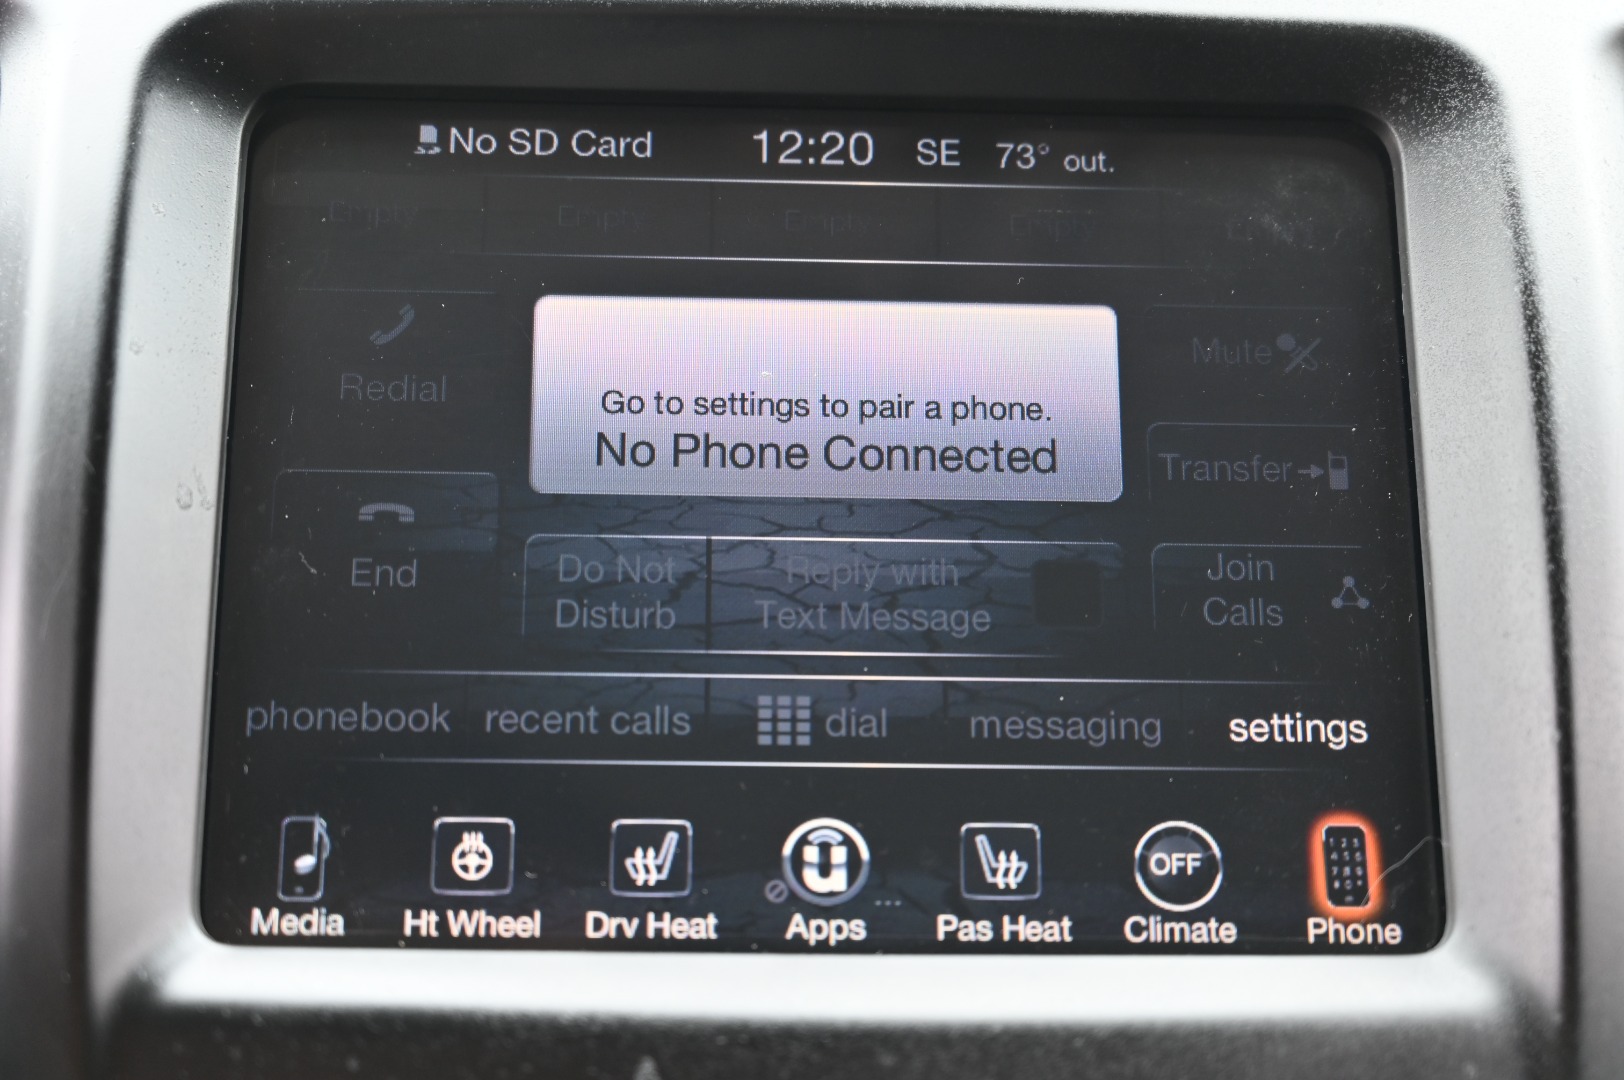 No SD Card
12:20
SE
73° out.
Empty
Empty
Empty
Empty
Redial
Go to settings to pair a phone.
No Phone Connected
Mute
Transfer
End
Do Not
Disturb
Reply with
Text Message
Join
Calls
phonebook
recent calls
dial
messaging
settings
OFF
Media
Ht Wheel
Drv Heat
Apps
Pas Heat
Climate
Phone